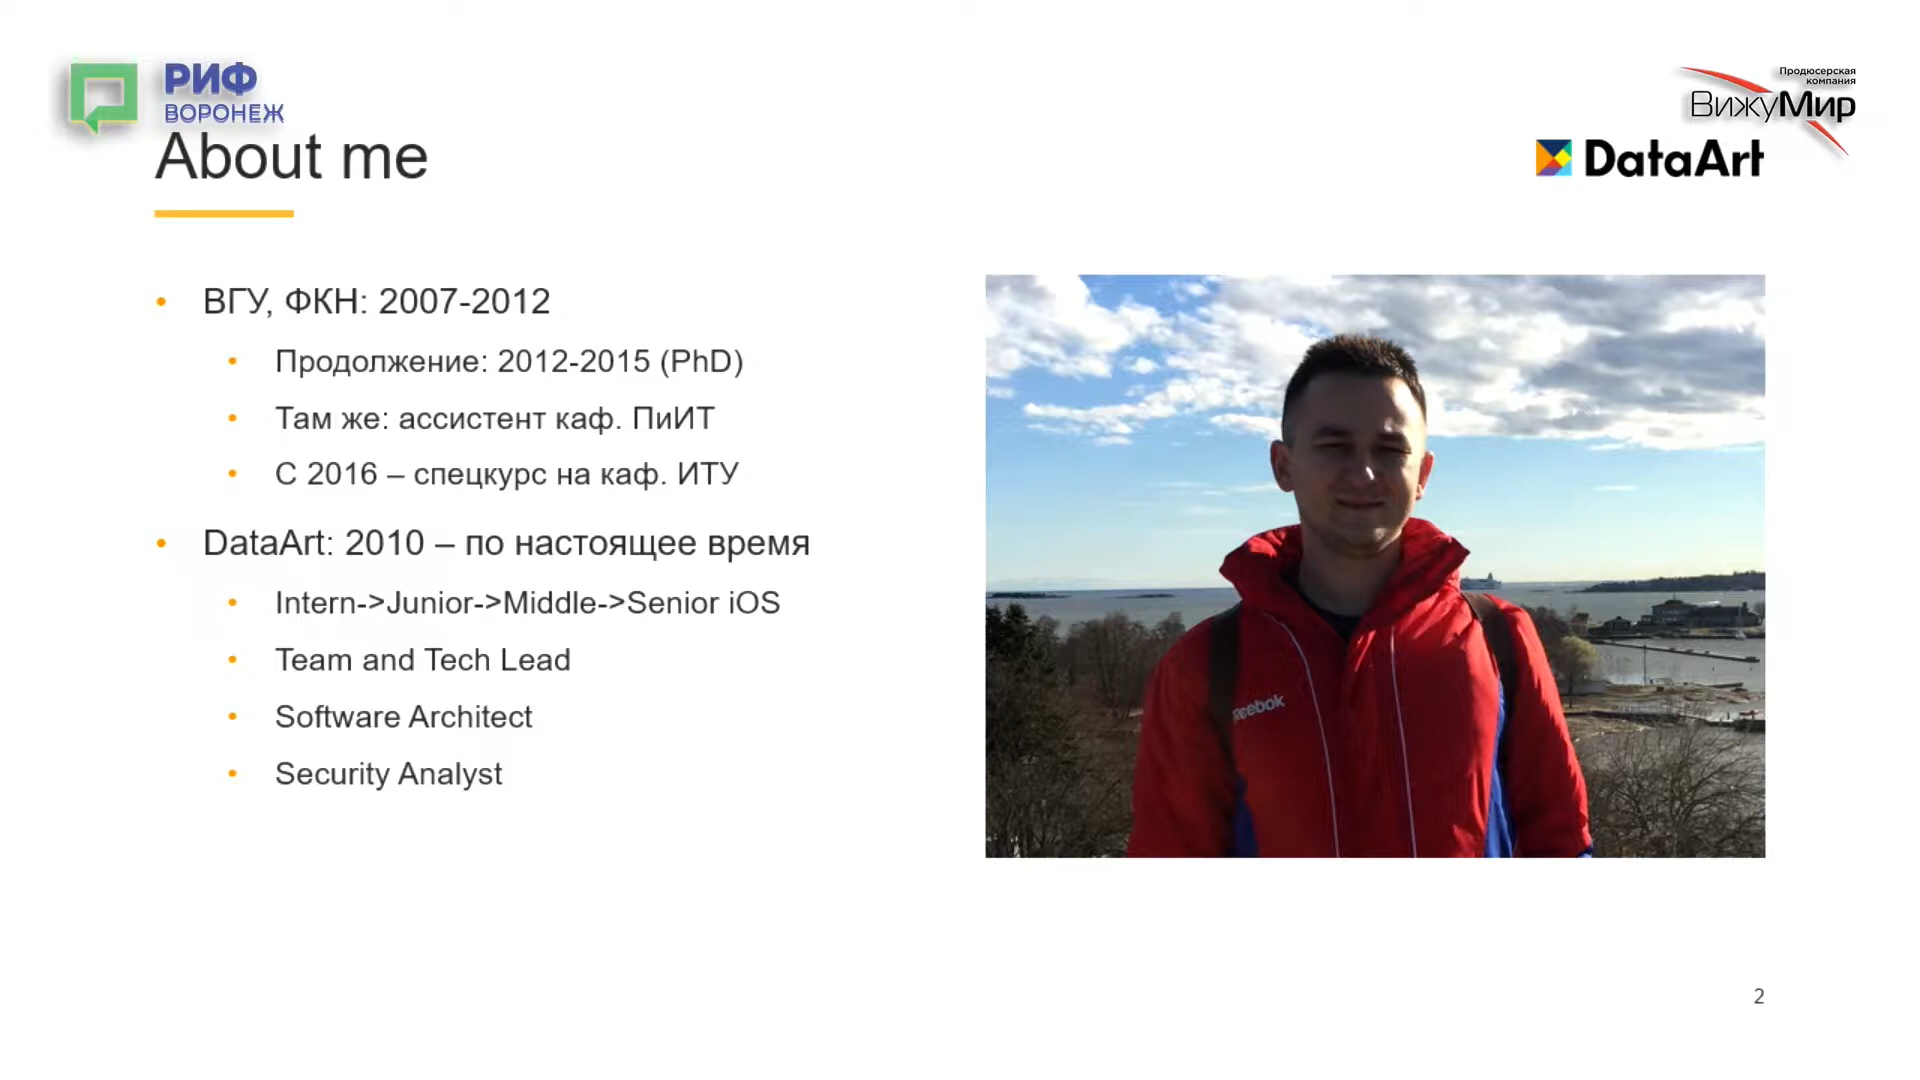 РИФ
ВОРОНЕЖ
Продюсерская
компания
ВижуМир
About me
DataArt
• ВГУ, ФКН: 2007-2012
• Продолжение: 2012-2015 (PhD)
• Там же: ассистент каф. ПиИТ
• С 2016 – спецкурс на каф. ИТУ
• DataArt: 2010 – по настоящее время
• Intern->Junior->Middle->Senior iOS
• Team and Tech Lead
• Software Architect
• Security Analyst
Reebok
2